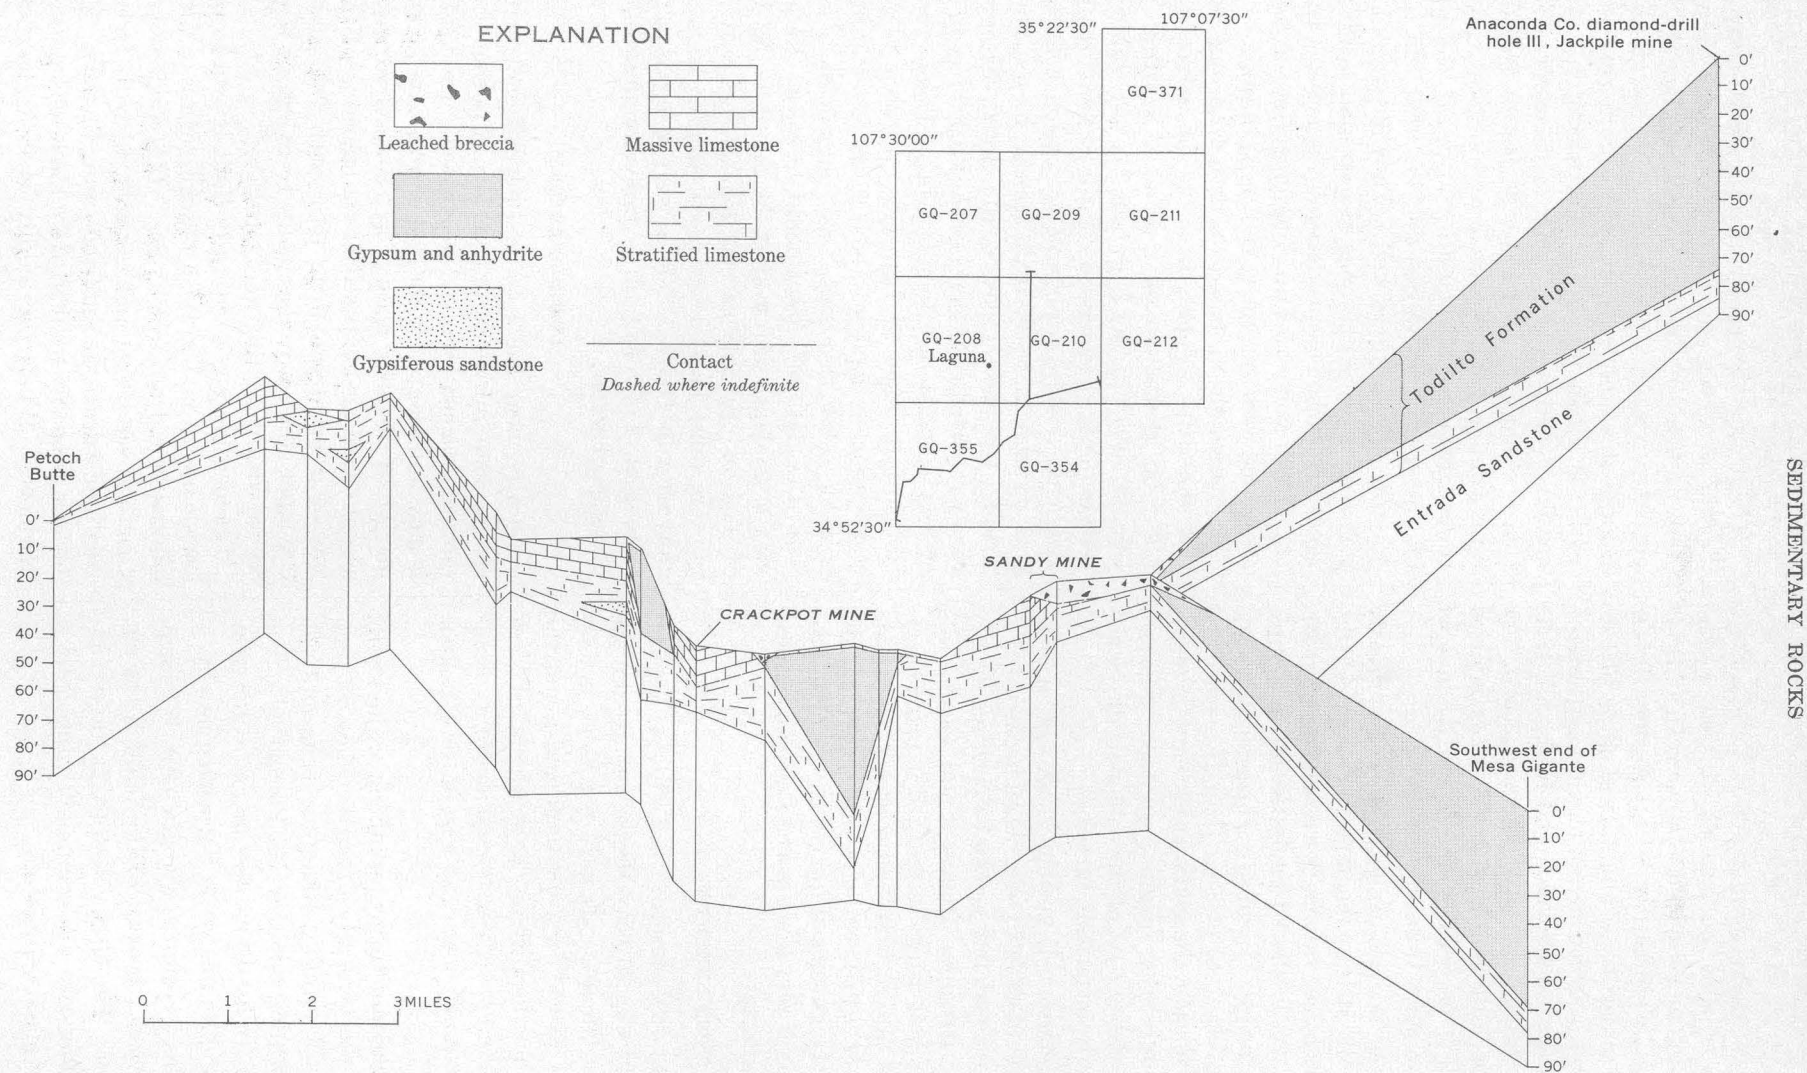 EXPLANATION
Leached breccia
Massive limestone
Gypsum and anhydrite
Stratified limestone
Gypsiferous sandstone
Contact
Dashed where indefinite
107°07'30"
35°22'30"
GQ-371
107°30'00"
GQ-207
GQ-209
GQ-211
GQ-208
Laguna
GQ-210
GQ-212
GQ-355
GQ-354
34°52'30"
Anaconda Co. diamond-drill
hole III, Jackpile mine
0'
10'
20'
30'
40'
50'
60'
70'
80'
90'
Todilto Formation
Entrada Sandstone
Petoch
Butte
0'
10'
20'
30'
40'
50'
60'
70'
80'
90'
CRACKPOT MINE
SANDY MINE
Southwest end of
Mesa Gigante
0'
10'
20'
30'
40'
50'
60'
70'
80'
90'
0 1 2 3 MILES
SEDIMENTARY ROCKS